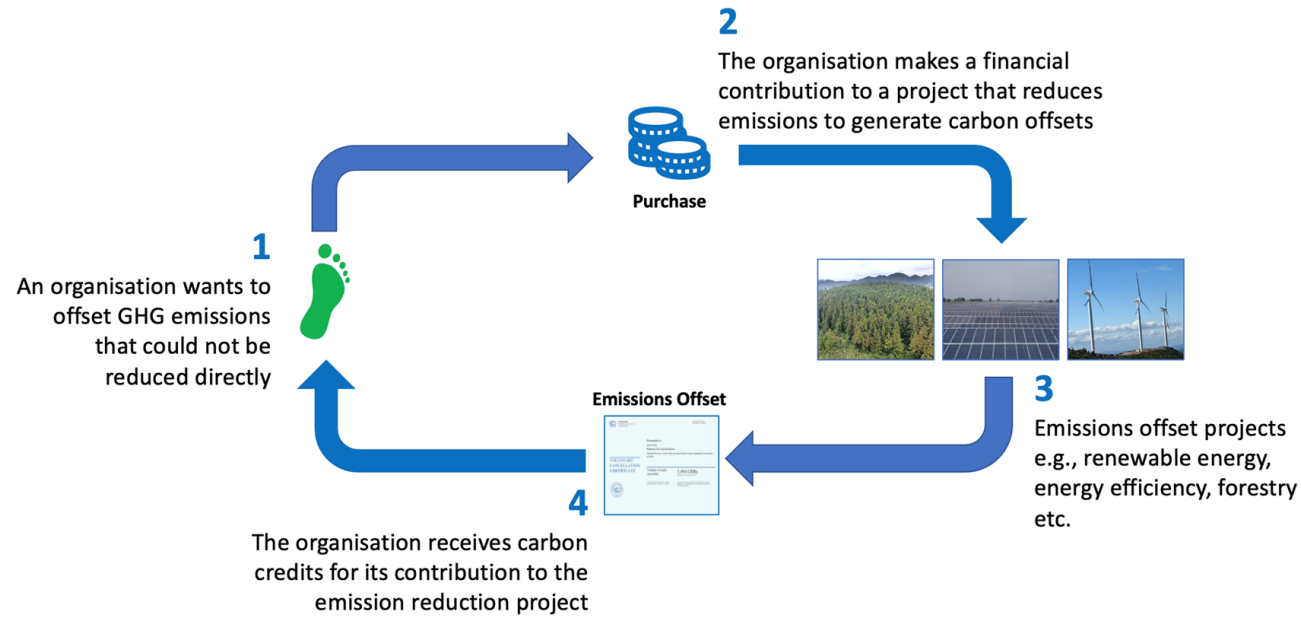 2
The organisation makes a financial
contribution to a project that reduces
emissions to generate carbon offsets
Purchase
1
An organisation wants to
offset GHG emissions
that could not be
reduced directly
3
Emissions offset projects
e.g., renewable energy,
energy efficiency, forestry
etc.
Emissions Offset
VOLUNTARY
CANCELLATION
CERTIFICATE
4
The organisation receives carbon
credits for its contribution to the
emission reduction project